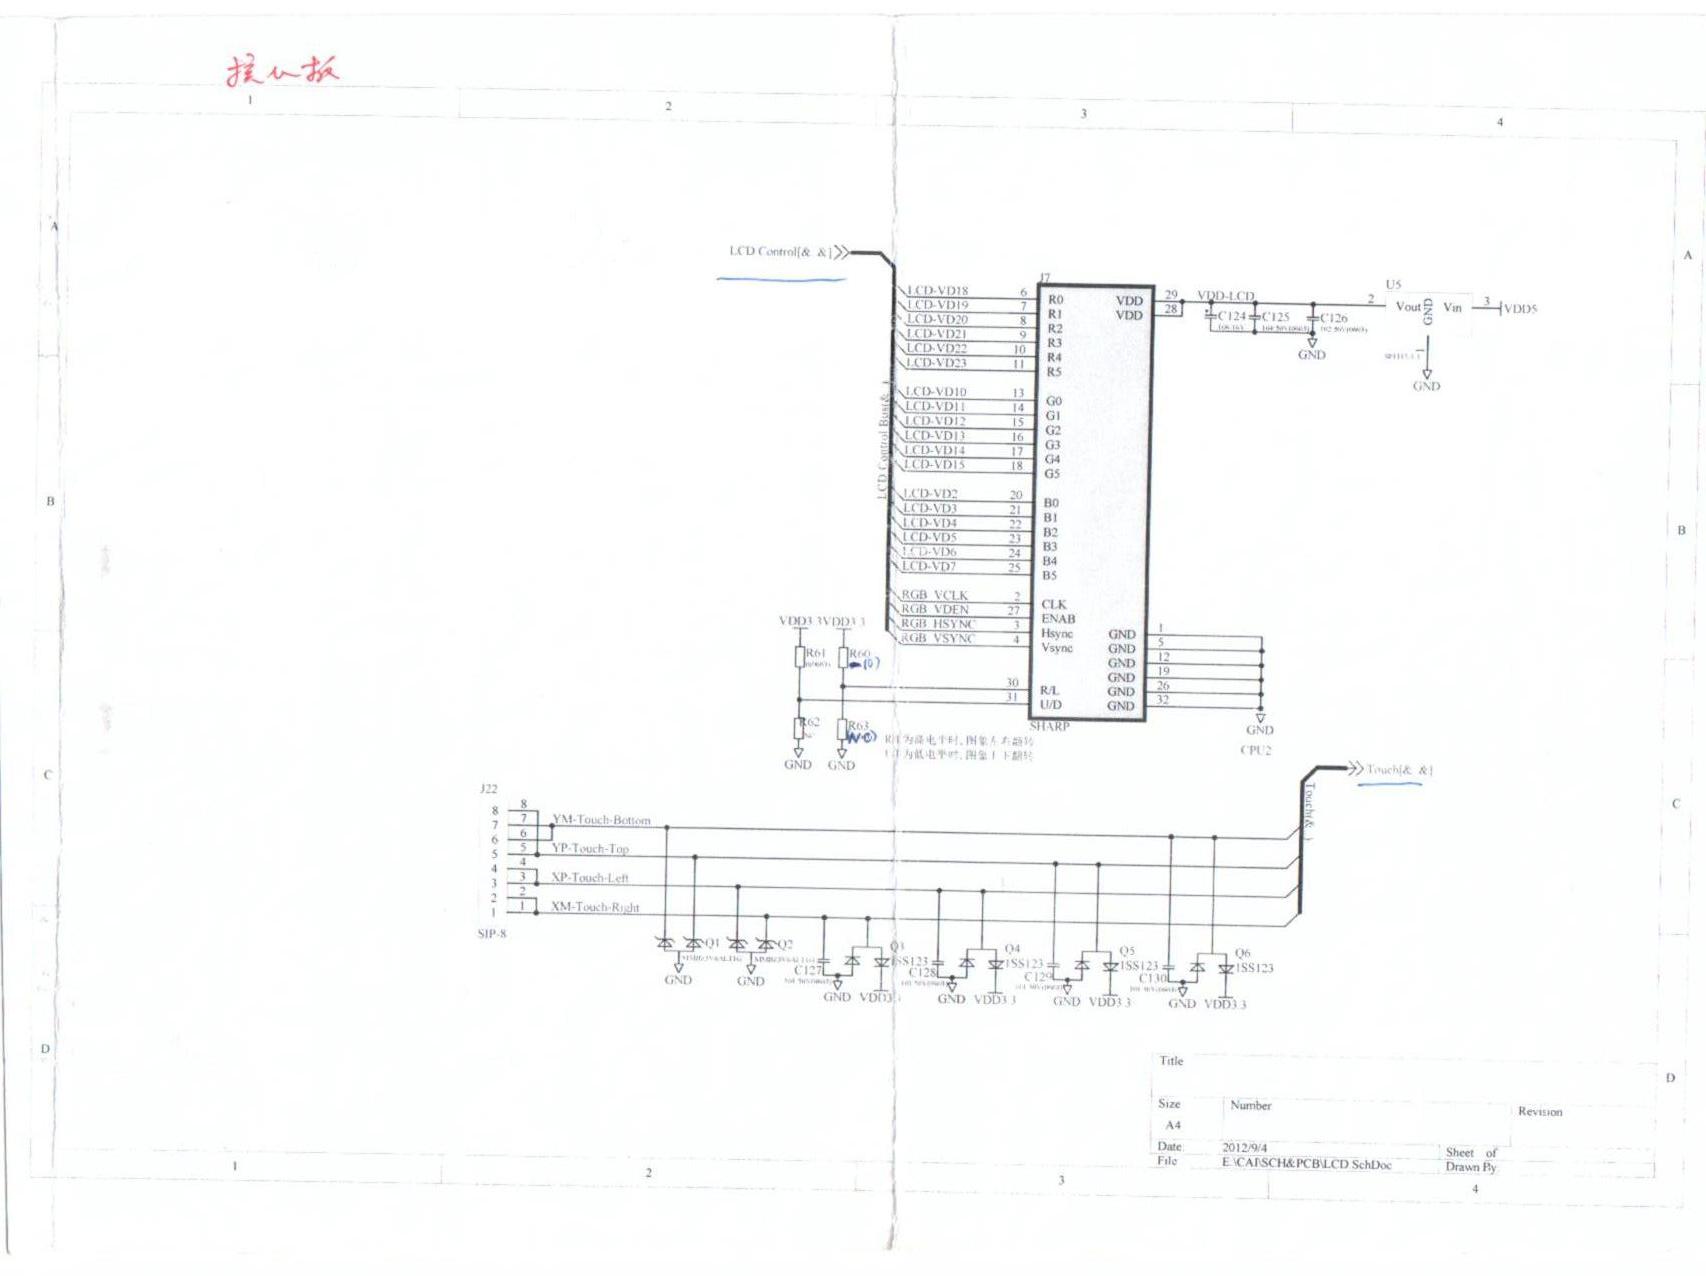 1
2
3
4
A
A
LCD Control[& &]
J7
LCD-VD18 6 R0
LCD-VD19 7 R1
LCD-VD20 8 R2
LCD-VD21 9 R3
LCD-VD22 10 R4
LCD-VD23 11 R5
VDD 29 VDD-LCD
VDD 28
C124
C125
C126
GND
2 Vout GND Vin 3 VDD5
U5
GND
LCD-VD10 13 G0
LCD-VD11 14 G1
LCD-VD12 15 G2
LCD-VD13 16 G3
LCD-VD14 17 G4
LCD-VD15 18 G5
B
B
LCD-VD2 20 B0
LCD-VD3 21 B1
LCD-VD4 22 B2
LCD-VD5 23 B3
LCD-VD6 24 B4
LCD-VD7 25 B5
RGB VCLK 2 CLK
RGB VDEN 27 ENAB
RGB HSYNC 3 Hsync
RGB VSYNC 4 Vsync
GND 1
GND 5
GND 12
GND 19
GND 26
GND 32
GND
CPU2
VDD3.3 VDD3.3
R61 R60
(0)
30 R/L
31 U/D
SHARP
R62 R63
GND GND
为高电平时,图象左右翻转
为低电平时,图象上下翻转
C
C
Touch[& &]
J22
8 8
7 7
6 6
5 5
4 4
3 3
2 2
1 1
YM-Touch-Bottom
YP-Touch-Top
XP-Touch-Left
XM-Touch-Right
SIP-8
Q1
Q2
Q3
Q4
Q5
Q6
1SS123
1SS123
1SS123
1SS123
C127
C128
C129
C130
GND
GND
GND VDD3.3
GND VDD3.3
GND VDD3.3
GND VDD3.3
D
D
Title
Size
A4
Number
Revision
Date: 2012/9/4
Sheet of
File: E:\CAI\SCH&PCB\LCD SchDoc
Drawn By:
1
2
3
4